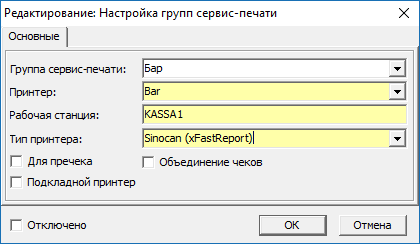 Редактирование: Настройка групп сервис-печати
Основные
Группа сервис-печати: Бар
Принтер: Bar
Рабочая станция: KASSA1
Тип принтера: Sinocan (xFastReport)
Для пречека Объединение чеков
Подкладной принтер
Отключено OK Отмена